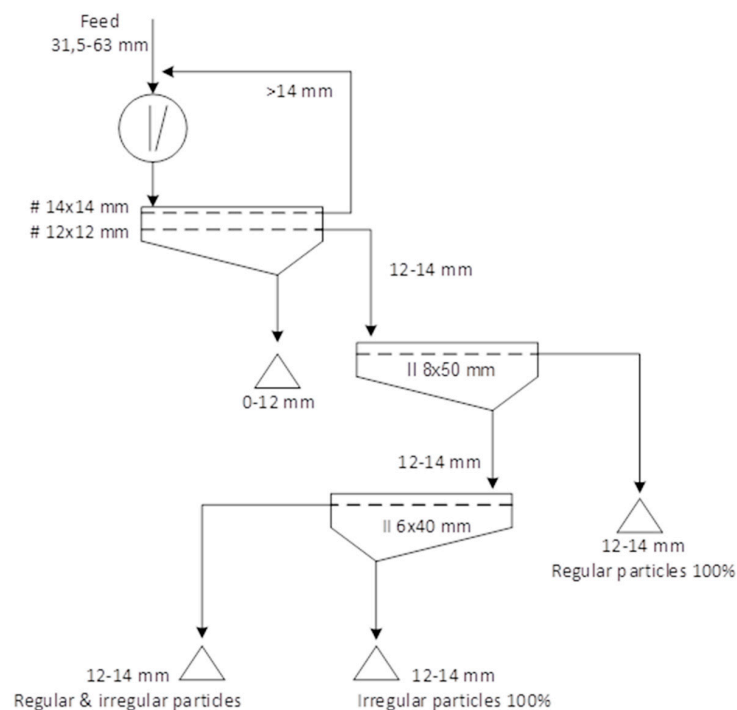 Feed
31,5-63 mm
>14 mm
# 14x14 mm
# 12x12 mm
12-14 mm
II 8x50 mm
0-12 mm
12-14 mm
II 6x40 mm
12-14 mm
Regular particles 100%
12-14 mm
Regular & irregular particles
12-14 mm
Irregular particles 100%